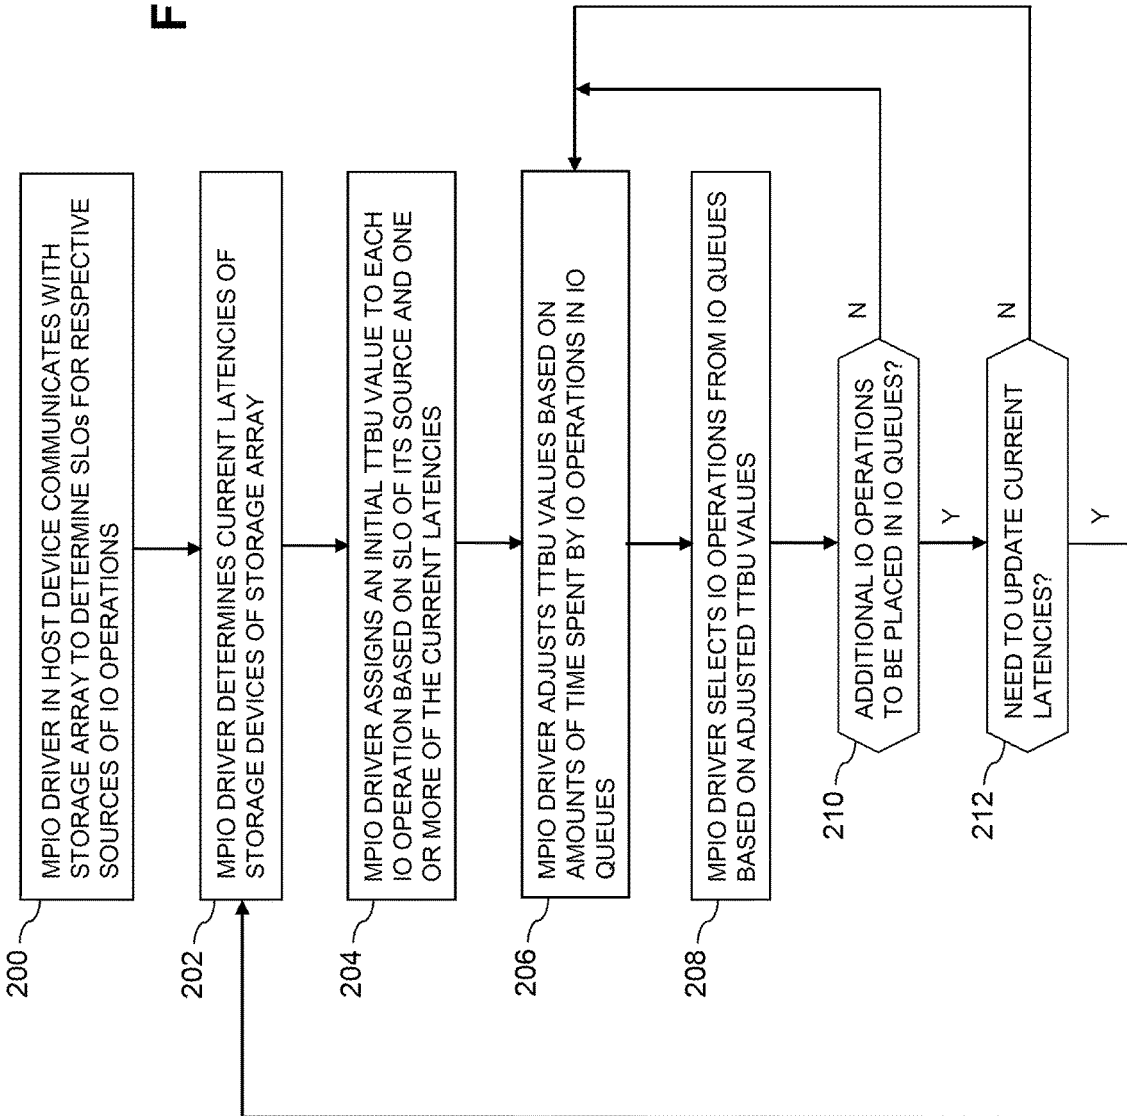 F
200
MPIO DRIVER IN HOST DEVICE COMMUNICATES WITH
STORAGE ARRAY TO DETERMINE SLOs FOR RESPECTIVE
SOURCES OF IO OPERATIONS
202
MPIO DRIVER DETERMINES CURRENT LATENCIES OF
STORAGE DEVICES OF STORAGE ARRAY
204
MPIO DRIVER ASSIGNS AN INITIAL TTBU VALUE TO EACH
IO OPERATION BASED ON SLO OF ITS SOURCE AND ONE
OR MORE OF THE CURRENT LATENCIES
206
MPIO DRIVER ADJUSTS TTBU VALUES BASED ON
AMOUNTS OF TIME SPENT BY IO OPERATIONS IN IO
QUEUES
208
MPIO DRIVER SELECTS IO OPERATIONS FROM IO QUEUES
BASED ON ADJUSTED TTBU VALUES
210
ADDITIONAL IO OPERATIONS
TO BE PLACED IN IO QUEUES?
N
Y
212
NEED TO UPDATE CURRENT
LATENCIES?
N
Y